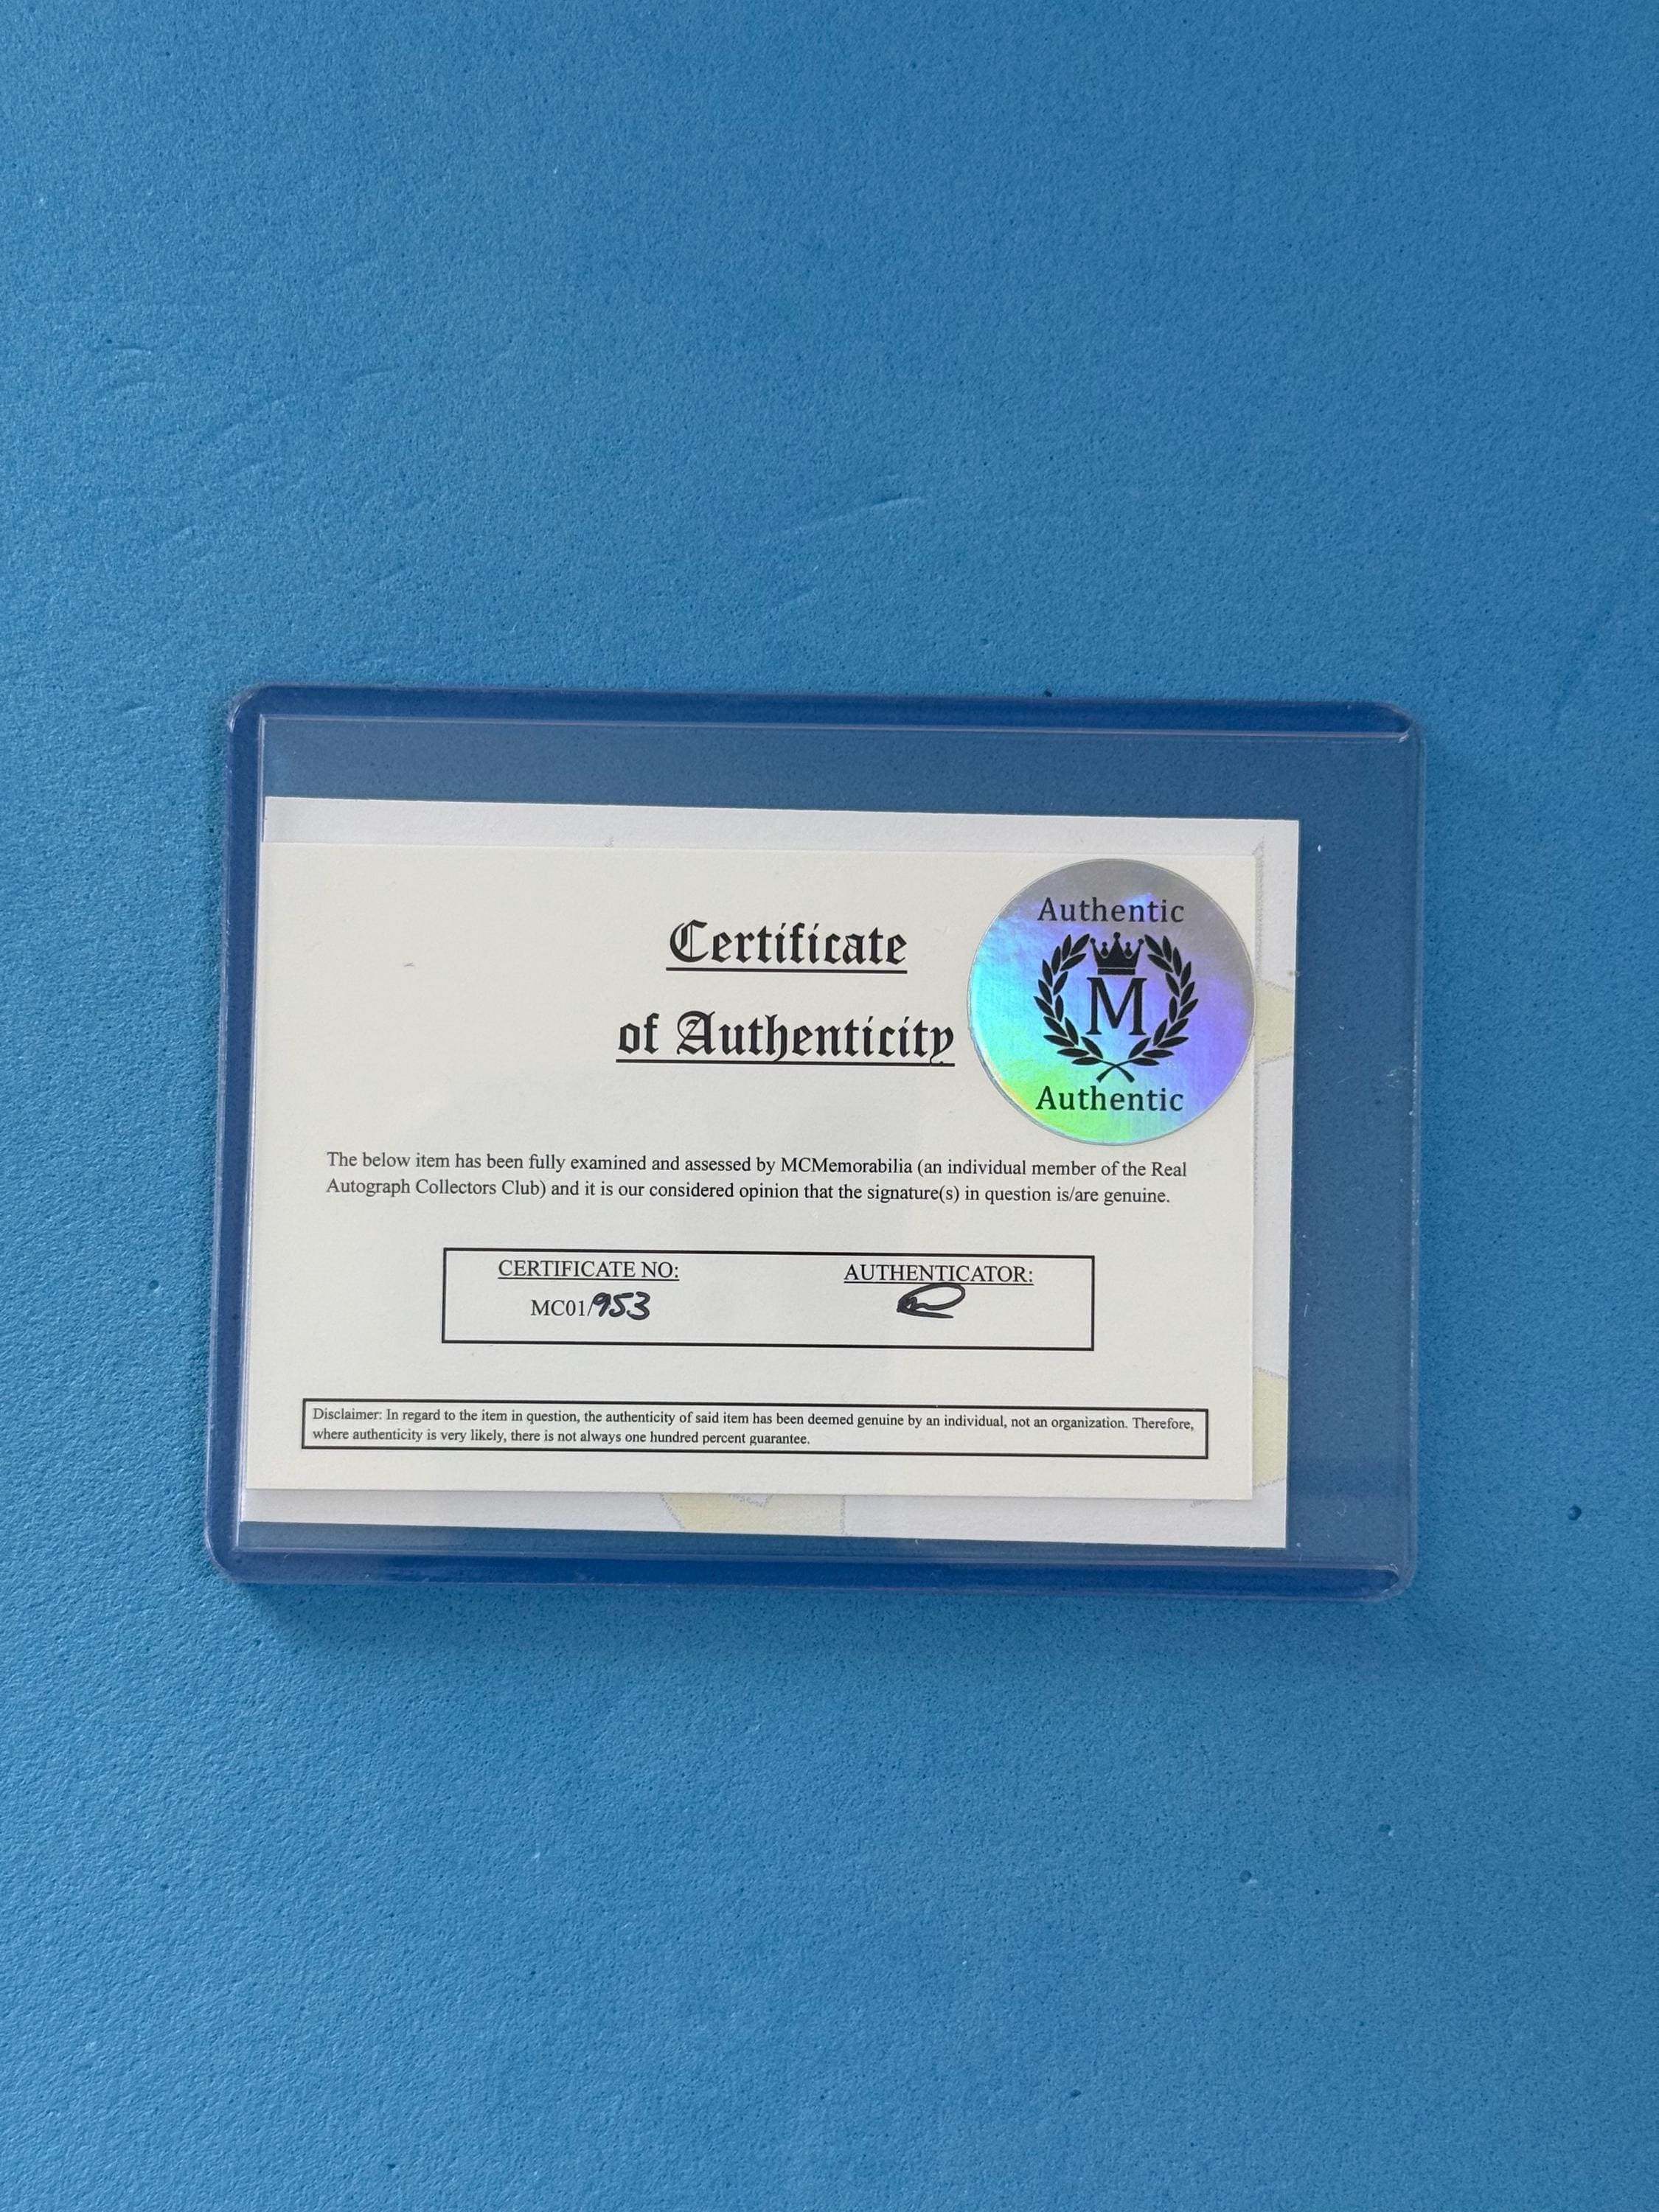 Certificate
of Authenticity
Authentic
M
Authentic
The below item has been fully examined and assessed by MCMemorabilia (an individual member of the Real
Autograph Collectors Club) and it is our considered opinion that the signature(s) in question is/are genuine.
CERTIFICATE NO:
MC01/953
AUTHENTICATOR:
Disclaimer: In regard to the item in question, the authenticity of said item has been deemed genuine by an individual, not an organization. Therefore,
where authenticity is very likely, there is not always one hundred percent guarantee.